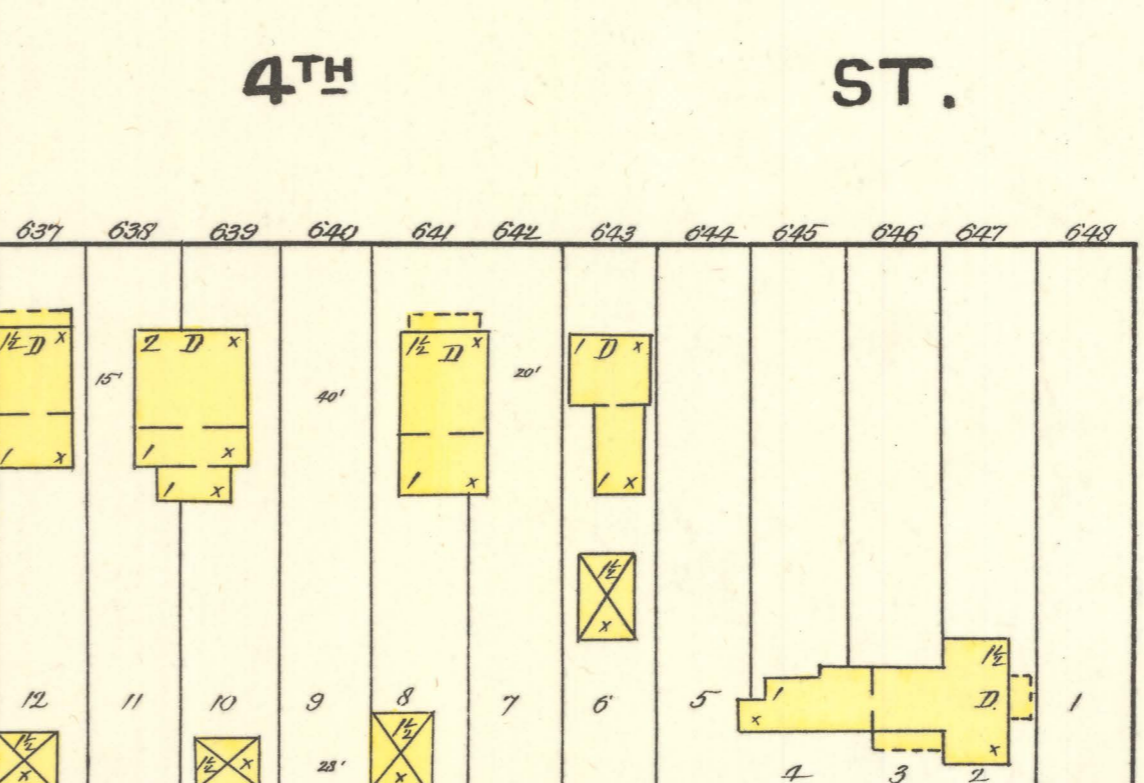 4TH ST.
637 638 639 640 641 642 643 644 645 646 647 648
1½ D x 2 D x 1½ D x 1 D x
15' 40' 20'
1 x 1 x 1 x 1 x
1 x
1½
x
1½
12 11 10 9 8 7 6 5 1 D. 1
x
1½ 1½ x 1½ x
x 28' x 4 3 2